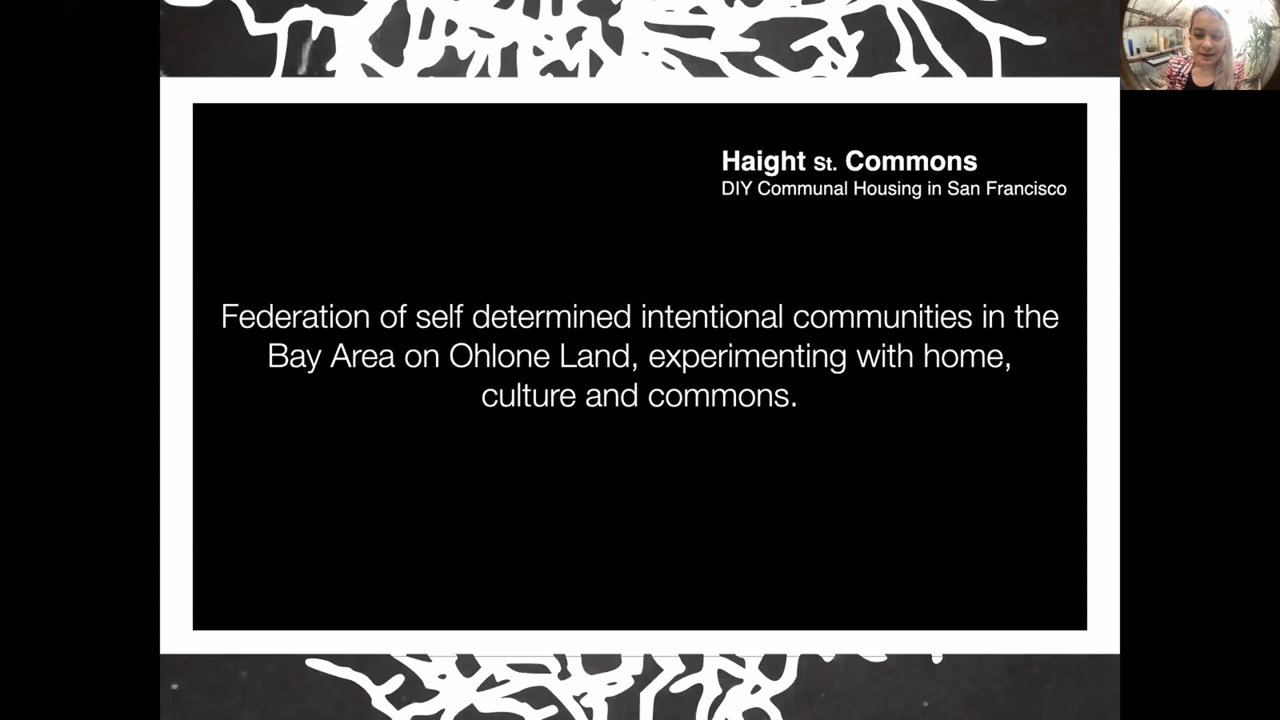 Haight St. Commons
DIY Communal Housing in San Francisco
Federation of self determined intentional communities in the
Bay Area on Ohlone Land, experimenting with home,
culture and commons.